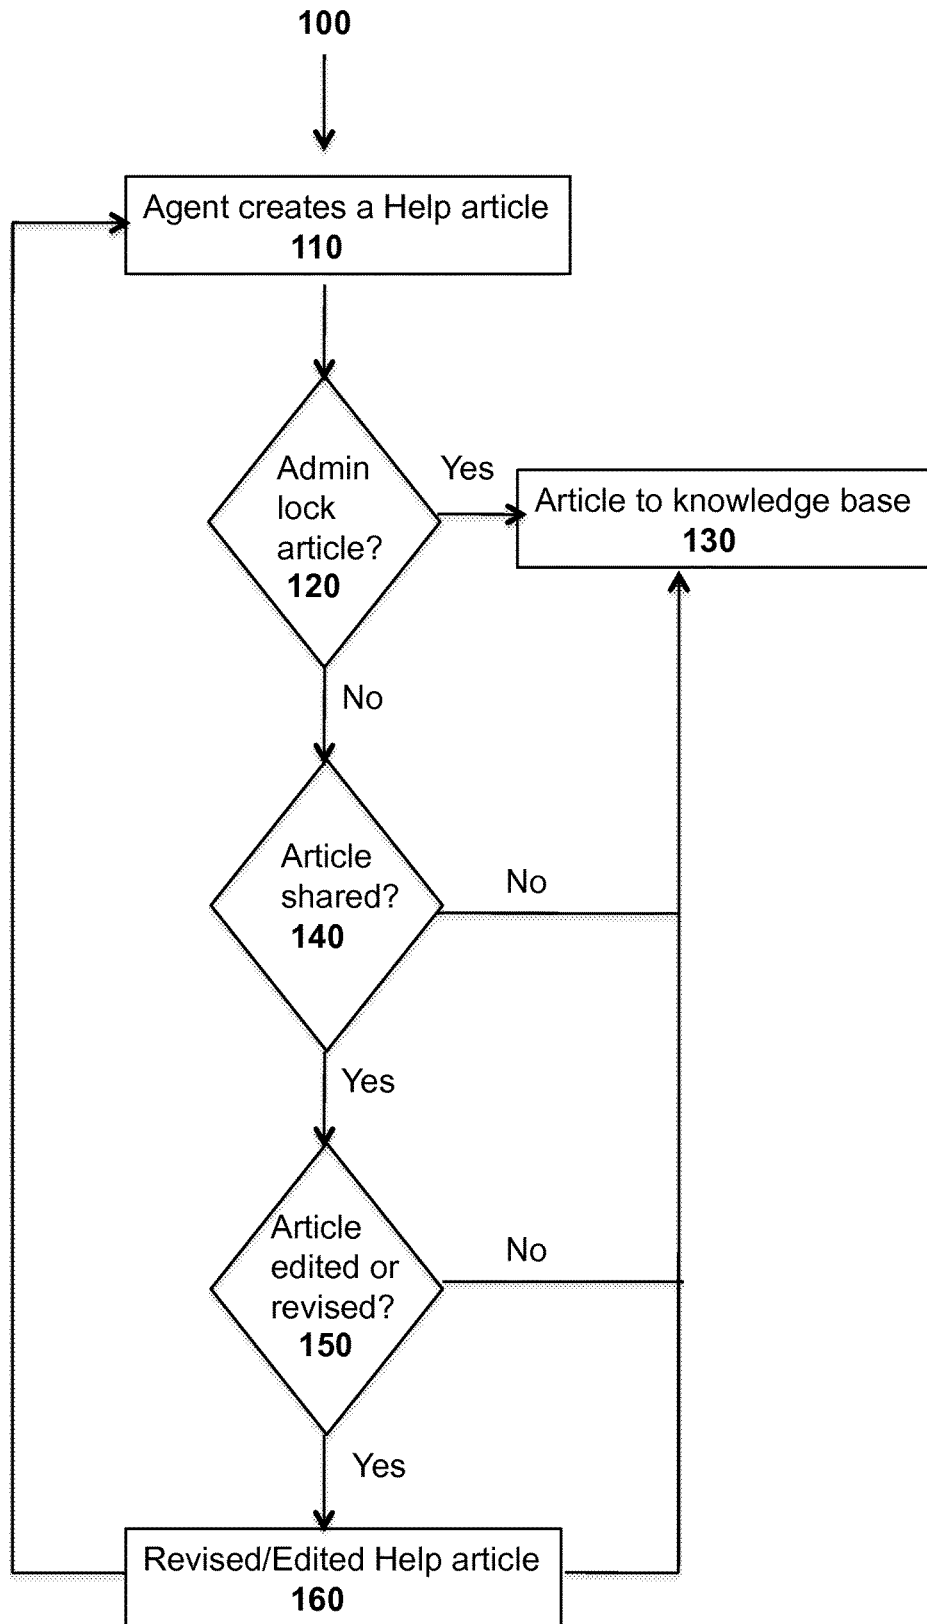 100
Agent creates a Help article
110
Admin
lock
article?
120
Yes
Article to knowledge base
130
No
Article
shared?
140
No
Yes
Article
edited or
revised?
150
No
Yes
Revised/Edited Help article
160